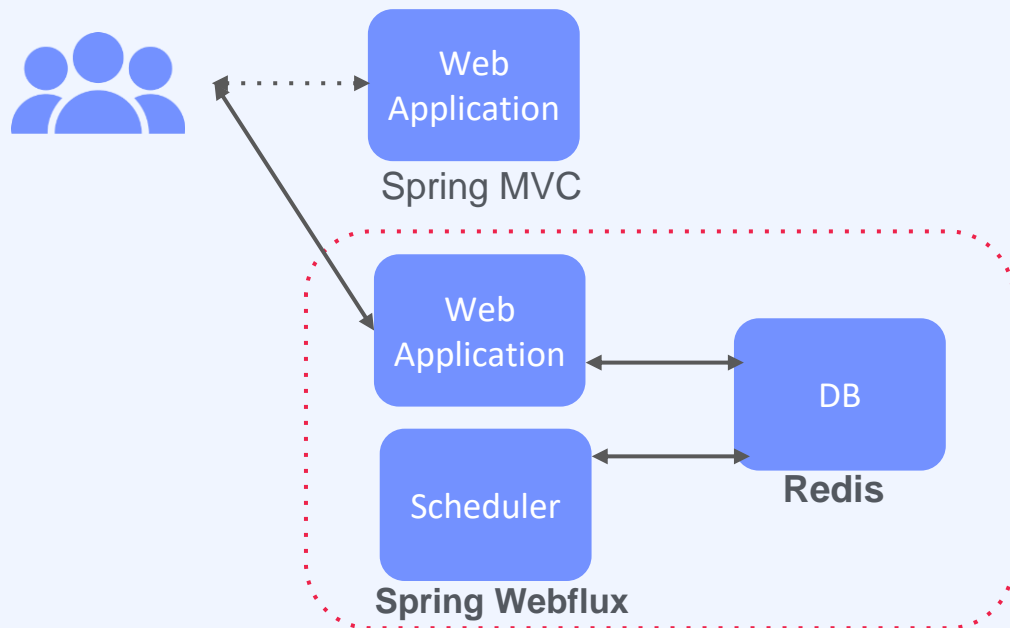 Web
Application
Spring MVC
Web
Application
DB
Redis
Scheduler
Spring Webflux